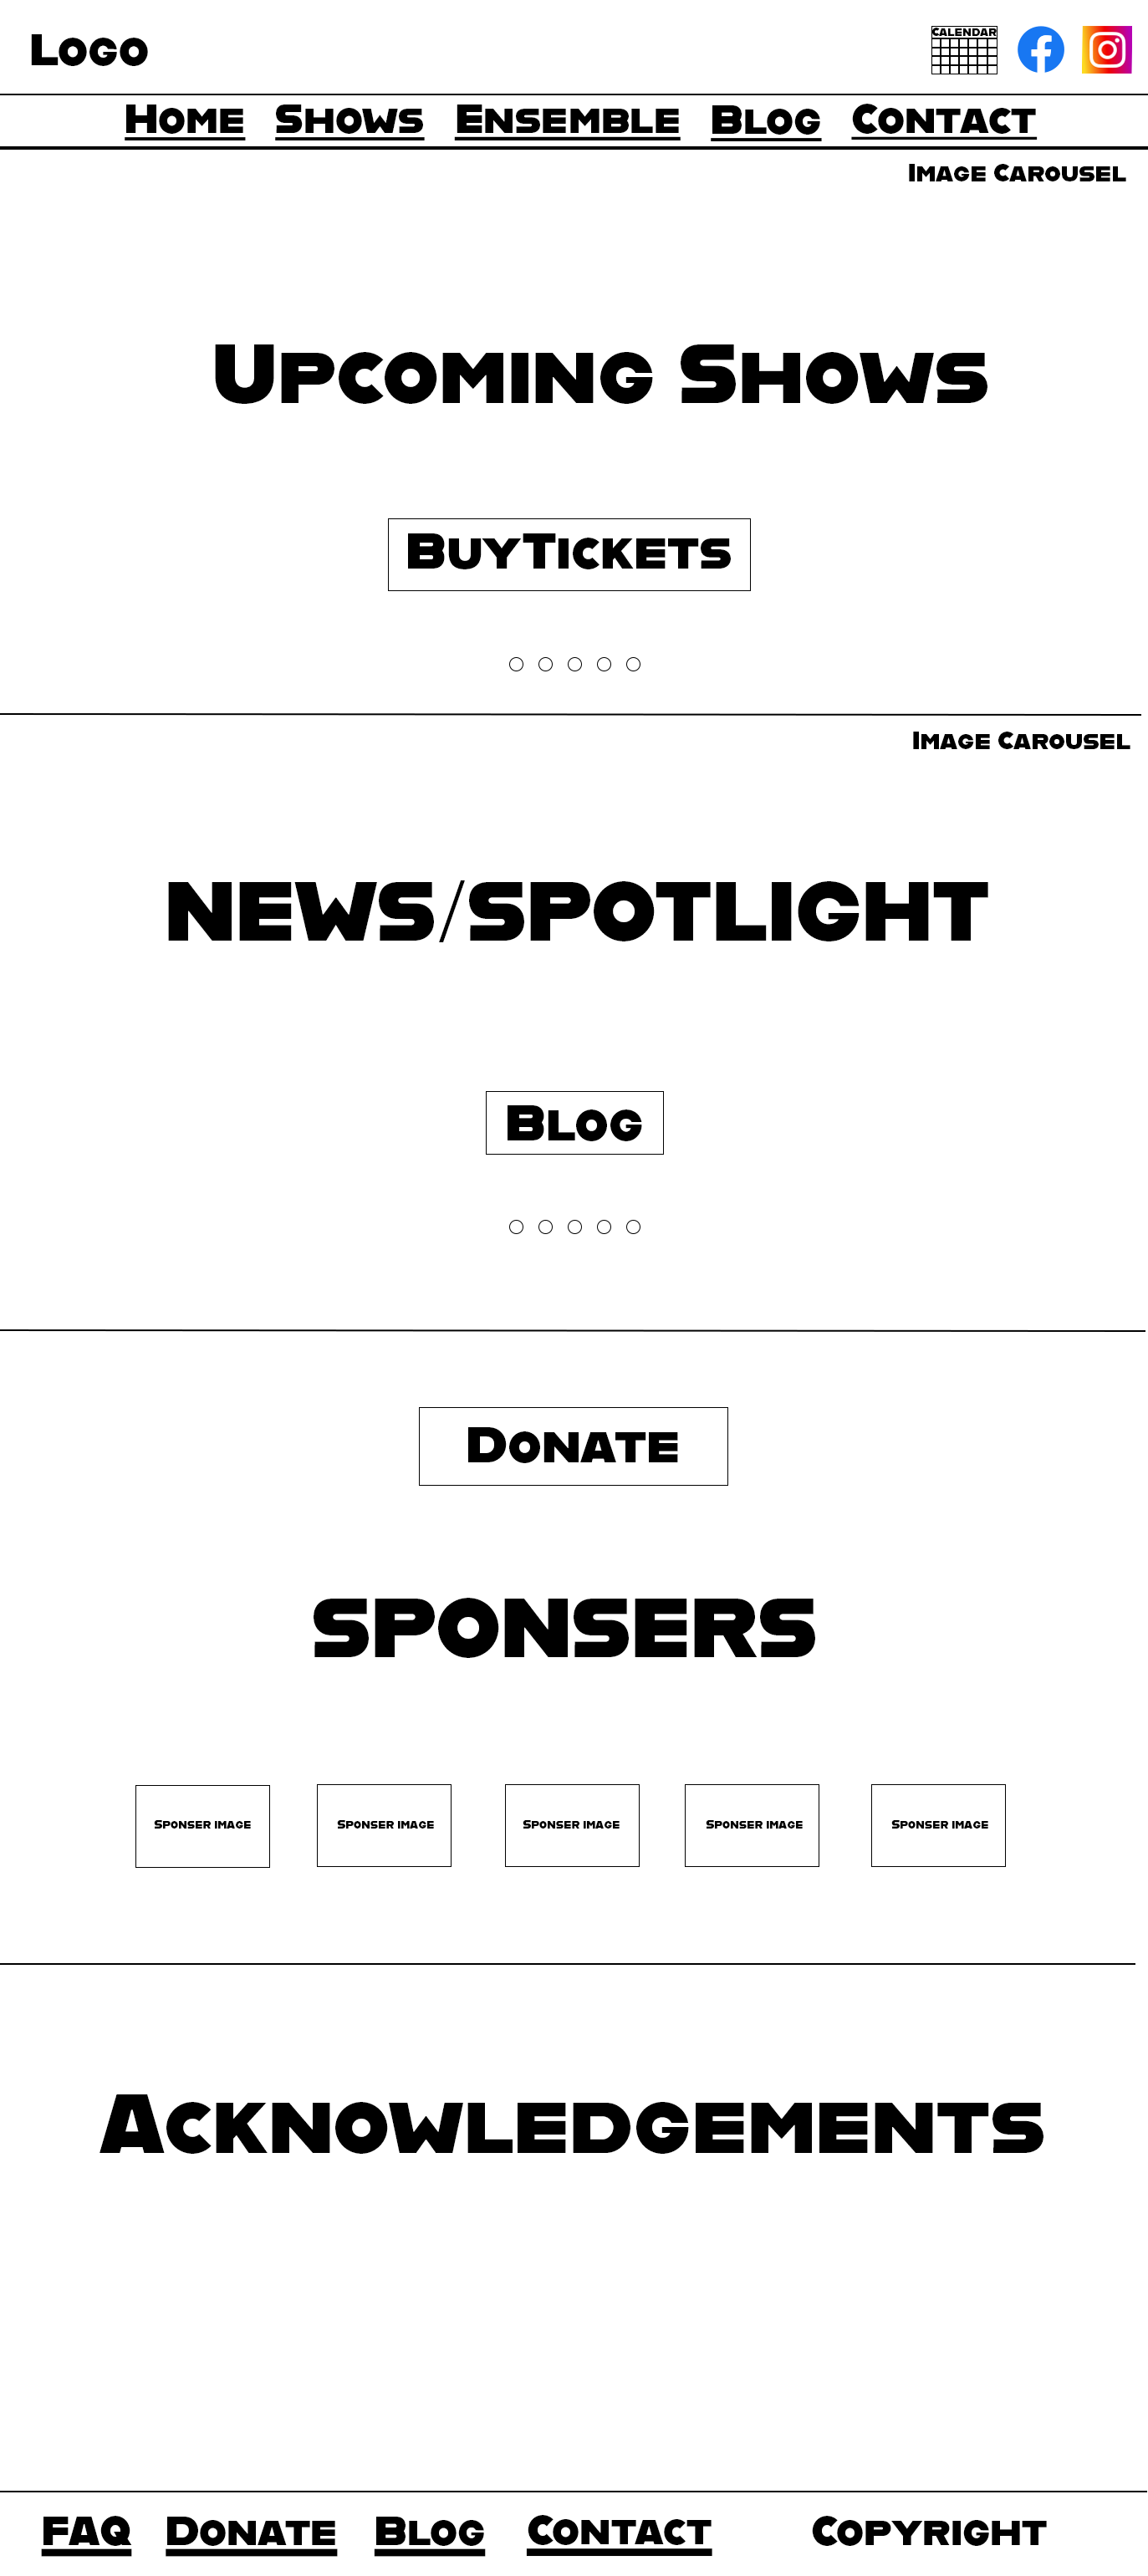 Logo
CALENDAR
Home Shows Ensemble Blog Contact
Image Carousel
Upcoming Shows
BuyTickets
Image Carousel
NEWS/SPOTLIGHT
Blog
Donate
SPONSERS
Sponser image Sponser image Sponser image Sponser image Sponser image
Acknowledgements
FAQ Donate Blog Contact Copyright